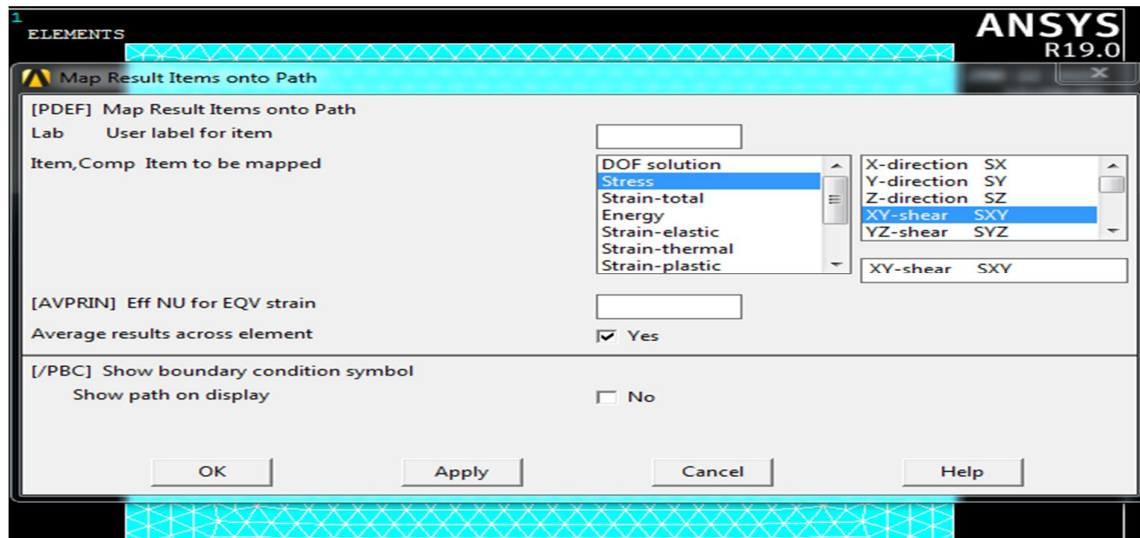 1
ELEMENTS
ANSYS
R19.0
Map Result Items onto Path
[PDEF] Map Result Items onto Path
Lab User label for item
Item,Comp Item to be mapped
DOF solution
Stress
Strain-total
Energy
Strain-elastic
Strain-thermal
Strain-plastic
X-direction SX
Y-direction SY
Z-direction SZ
XY-shear SXY
YZ-shear SYZ
XY-shear SXY
[AVPRIN] Eff NU for EQV strain
Average results across element
Yes
[/PBC] Show boundary condition symbol
Show path on display
No
OK Apply Cancel Help